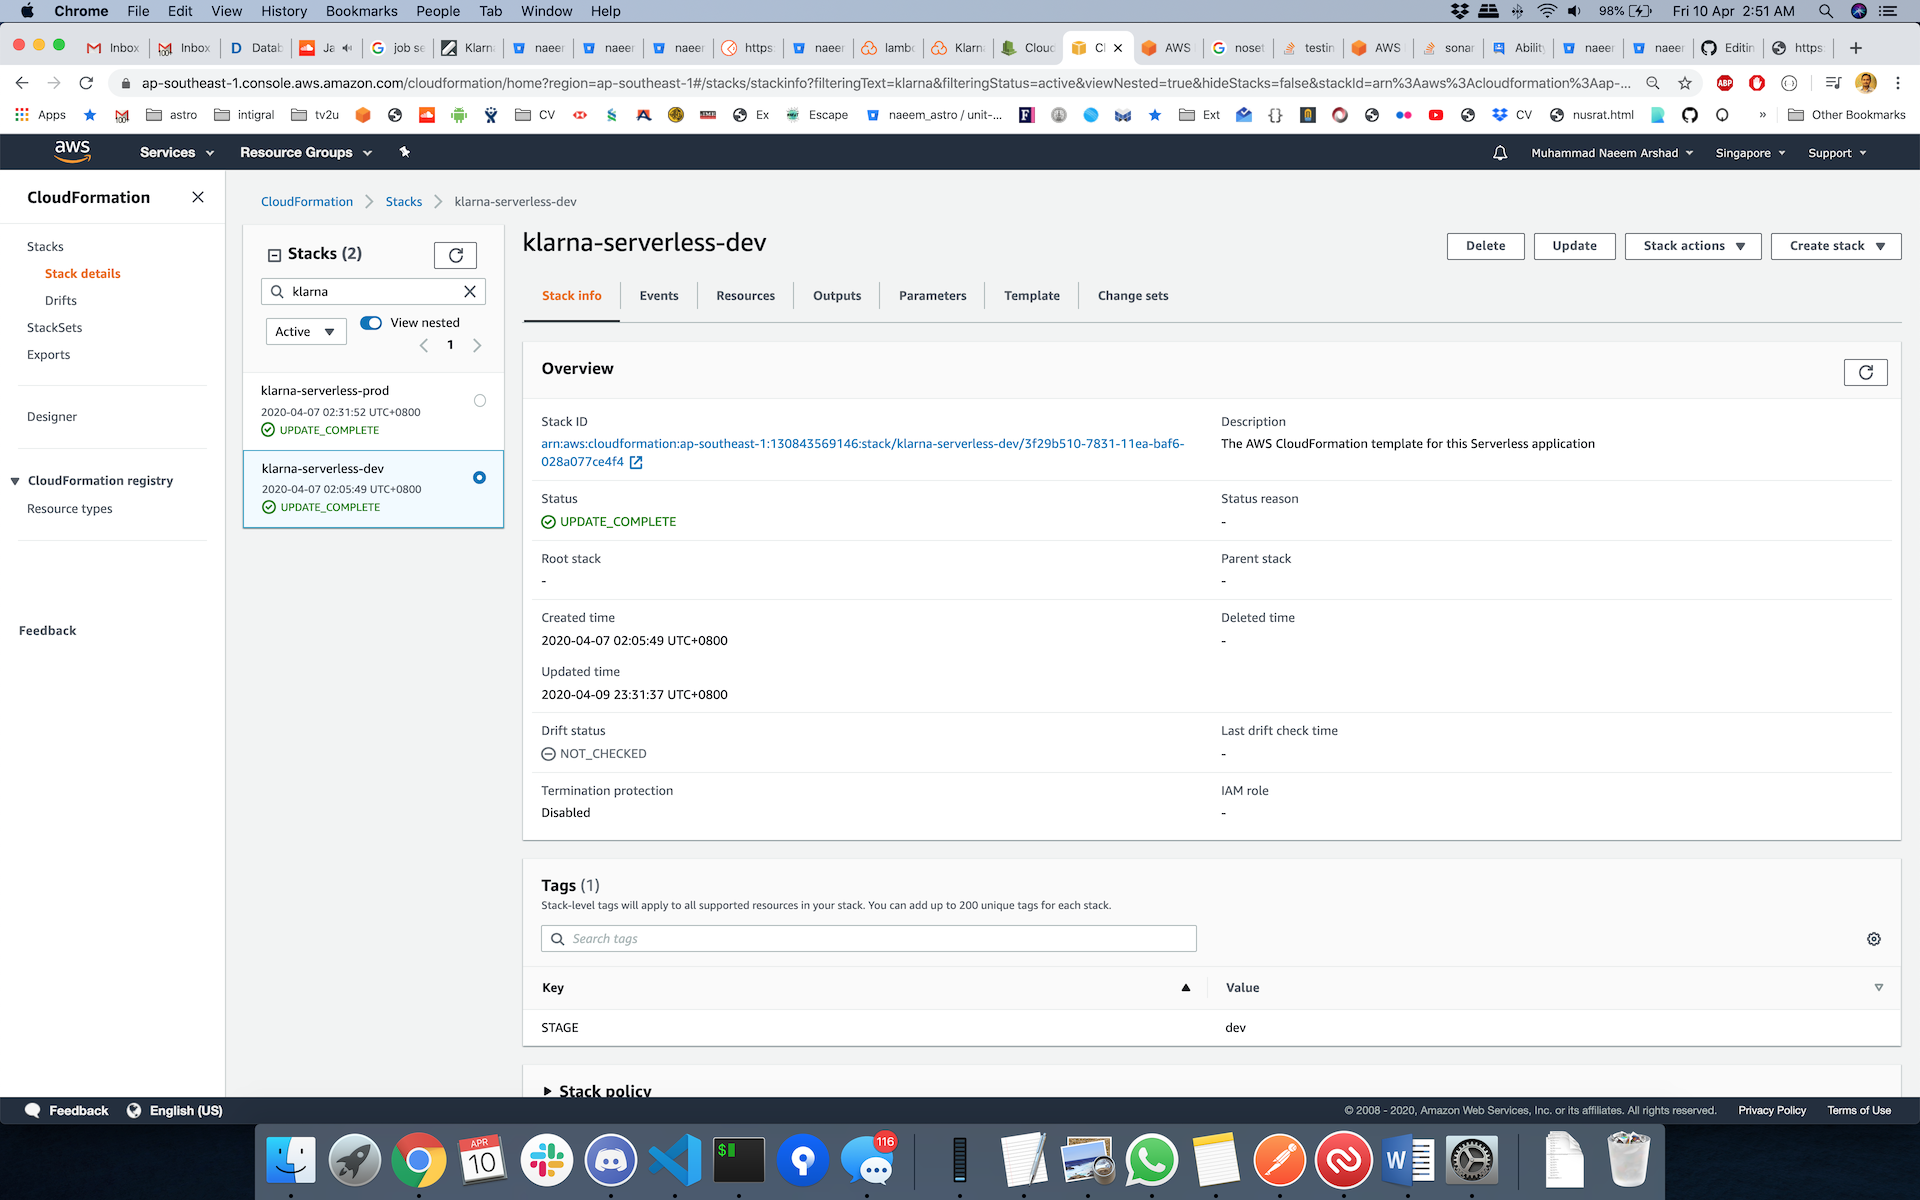 Chrome File Edit View History Bookmarks People Tab Window Help 98% Fri 10 Apr 2:51 AM
Inbox Inbox Datab Ja job se Klarn naeer naeer naeer https naeer lambd Klarn Cloud Cl AWS noset testin AWS sonar Ability naeer naeer Editin https:
ap-southeast-1.console.aws.amazon.com/cloudformation/home?region=ap-southeast-1#/stacks/stackinfo?filteringText=klarna&filteringStatus=active&viewNested=true&hideStacks=false&stackId=arn%3Aaws%3Acloudformation%3Aap-... ABP
Apps astro intigral tv2u CV Ex Escape naeem_astro / unit-... Ext CV nusrat.html » Other Bookmarks
aws Services Resource Groups Muhammad Naeem Arshad Singapore Support
CloudFormation
Stacks
Stack details
Drifts
StackSets
Exports
Designer
CloudFormation registry
Resource types
Feedback
CloudFormation Stacks klarna-serverless-dev
Stacks (2)
klarna
Active
View nested
1
klarna-serverless-prod
2020-04-07 02:31:52 UTC+0800
UPDATE_COMPLETE
klarna-serverless-dev
2020-04-07 02:05:49 UTC+0800
UPDATE_COMPLETE
klarna-serverless-dev
Delete Update Stack actions Create stack
Stack info Events Resources Outputs Parameters Template Change sets
Overview
Stack ID
arn:aws:cloudformation:ap-southeast-1:130843569146:stack/klarna-serverless-dev/3f29b510-7831-11ea-baf6-
028a077ce4f4
Description
The AWS CloudFormation template for this Serverless application
Status
UPDATE_COMPLETE
Status reason
-
Root stack
-
Parent stack
-
Created time
2020-04-07 02:05:49 UTC+0800
Deleted time
-
Updated time
2020-04-09 23:31:37 UTC+0800
Drift status
NOT_CHECKED
Last drift check time
-
Termination protection
Disabled
IAM role
-
Tags (1)
Stack-level tags will apply to all supported resources in your stack. You can add up to 200 unique tags for each stack.
Search tags
Key Value
STAGE dev
Stack policy
Feedback English (US) © 2008 - 2020, Amazon Web Services, Inc. or its affiliates. All rights reserved. Privacy Policy Terms of Use
APR
10
$
116
W